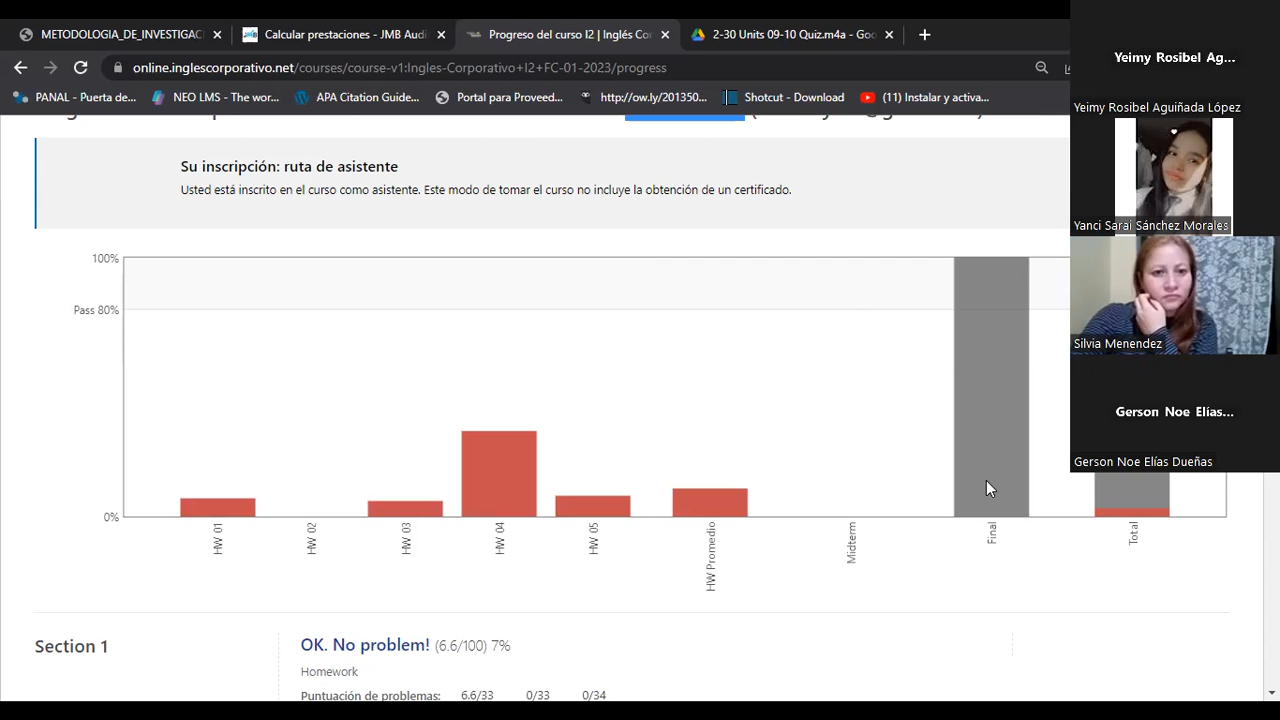 METODOLOGIA_DE_INVESTIGAC
Calcular prestaciones - JMB Audi
Progreso del curso I2 | Inglés Co
2-30 Units 09-10 Quiz.m4a - Goo
online.inglescorporativo.net/courses/course-v1:Ingles-Corporativo+I2+FC-01-2023/progress
PANAL - Puerta de...
NEO LMS - The wor...
APA Citation Guide...
Portal para Proveed...
http://ow.ly/201350...
Shotcut - Download
(11) Instalar y activa...
Su inscripción: ruta de asistente
Usted está inscrito en el curso como asistente. Este modo de tomar el curso no incluye la obtención de un certificado.
100%
Pass 80%
0%
HW 01
HW 02
HW 03
HW 04
HW 05
HW Promedio
Midterm
Final
Total
Section 1
OK. No problem! (6.6/100) 7%
Homework
Puntuación de problemas: 6.6/33 0/33 0/34
Yeimy Rosibel Ag...
Yeimy Rosibel Aguiñada López
Yanci Sarai Sánchez Morales
Silvia Menendez
Gerson Noe Elías...
Gerson Noe Elías Dueñas